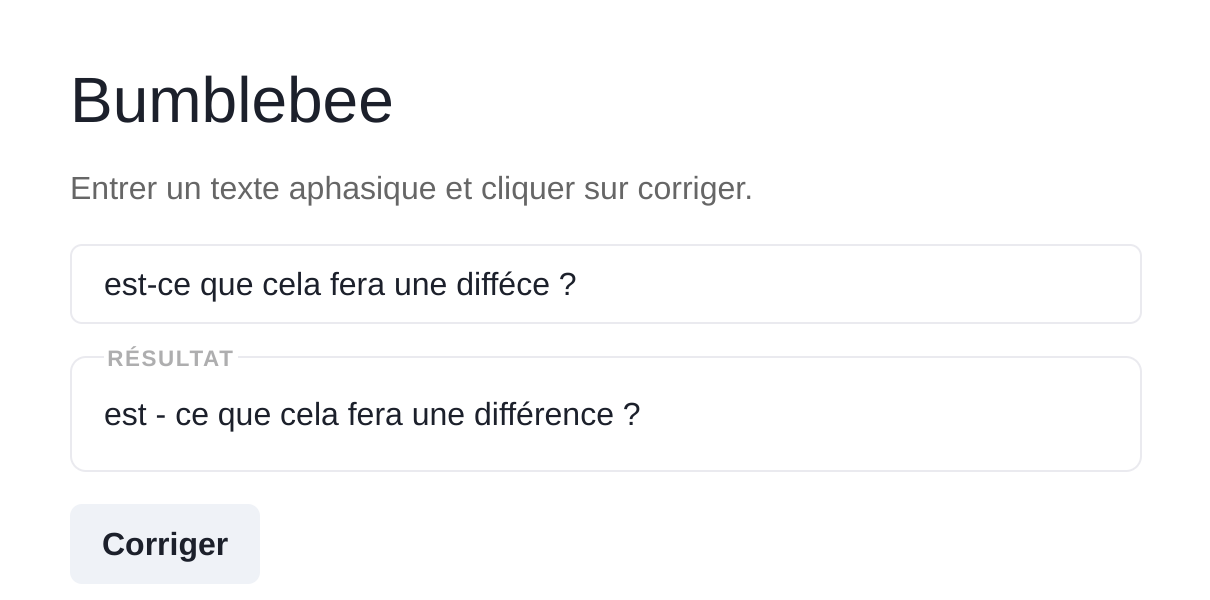 Bumblebee
Entrer un texte aphasique et cliquer sur corriger.
est-ce que cela fera une difféce ?
RÉSULTAT
est - ce que cela fera une différence ?
Corriger